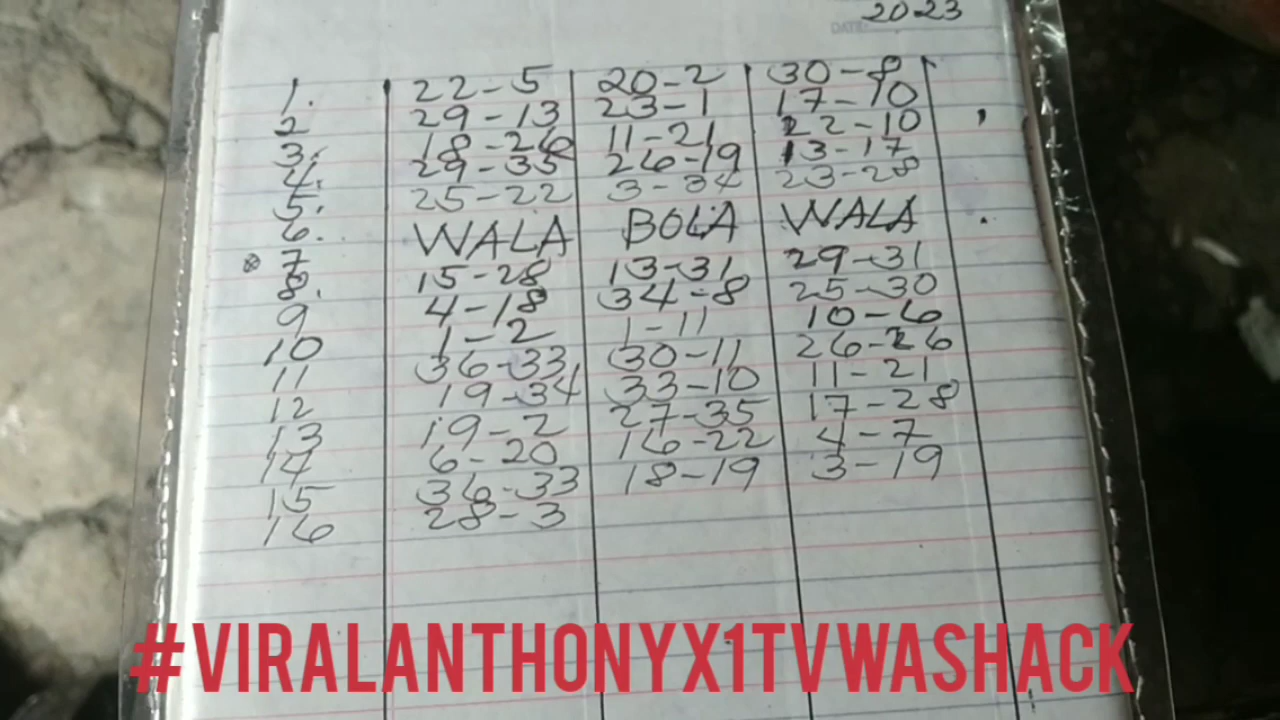 2023
DATE:
1. 22-5 20-2 30-8
2 29-13 23-1 17-10
3. 18-26 11-21 22-10
4. 29-35 26-19 13-17
5. 25-22 3-34 23-28
6. WALA BOLA WALA
7 15-28 13-31 29-31
8. 4-18 34-8 25-30
9 1-2 1-11 10-6
10 36-33 30-11 26-26
11 19-34 33-10 11-21
12 19-2 27-35 17-28
13 6-20 16-22 4-7
14 36-33 18-19 3-19
15 28-3
16
#VIRALANTHONYX1TVWASHACK